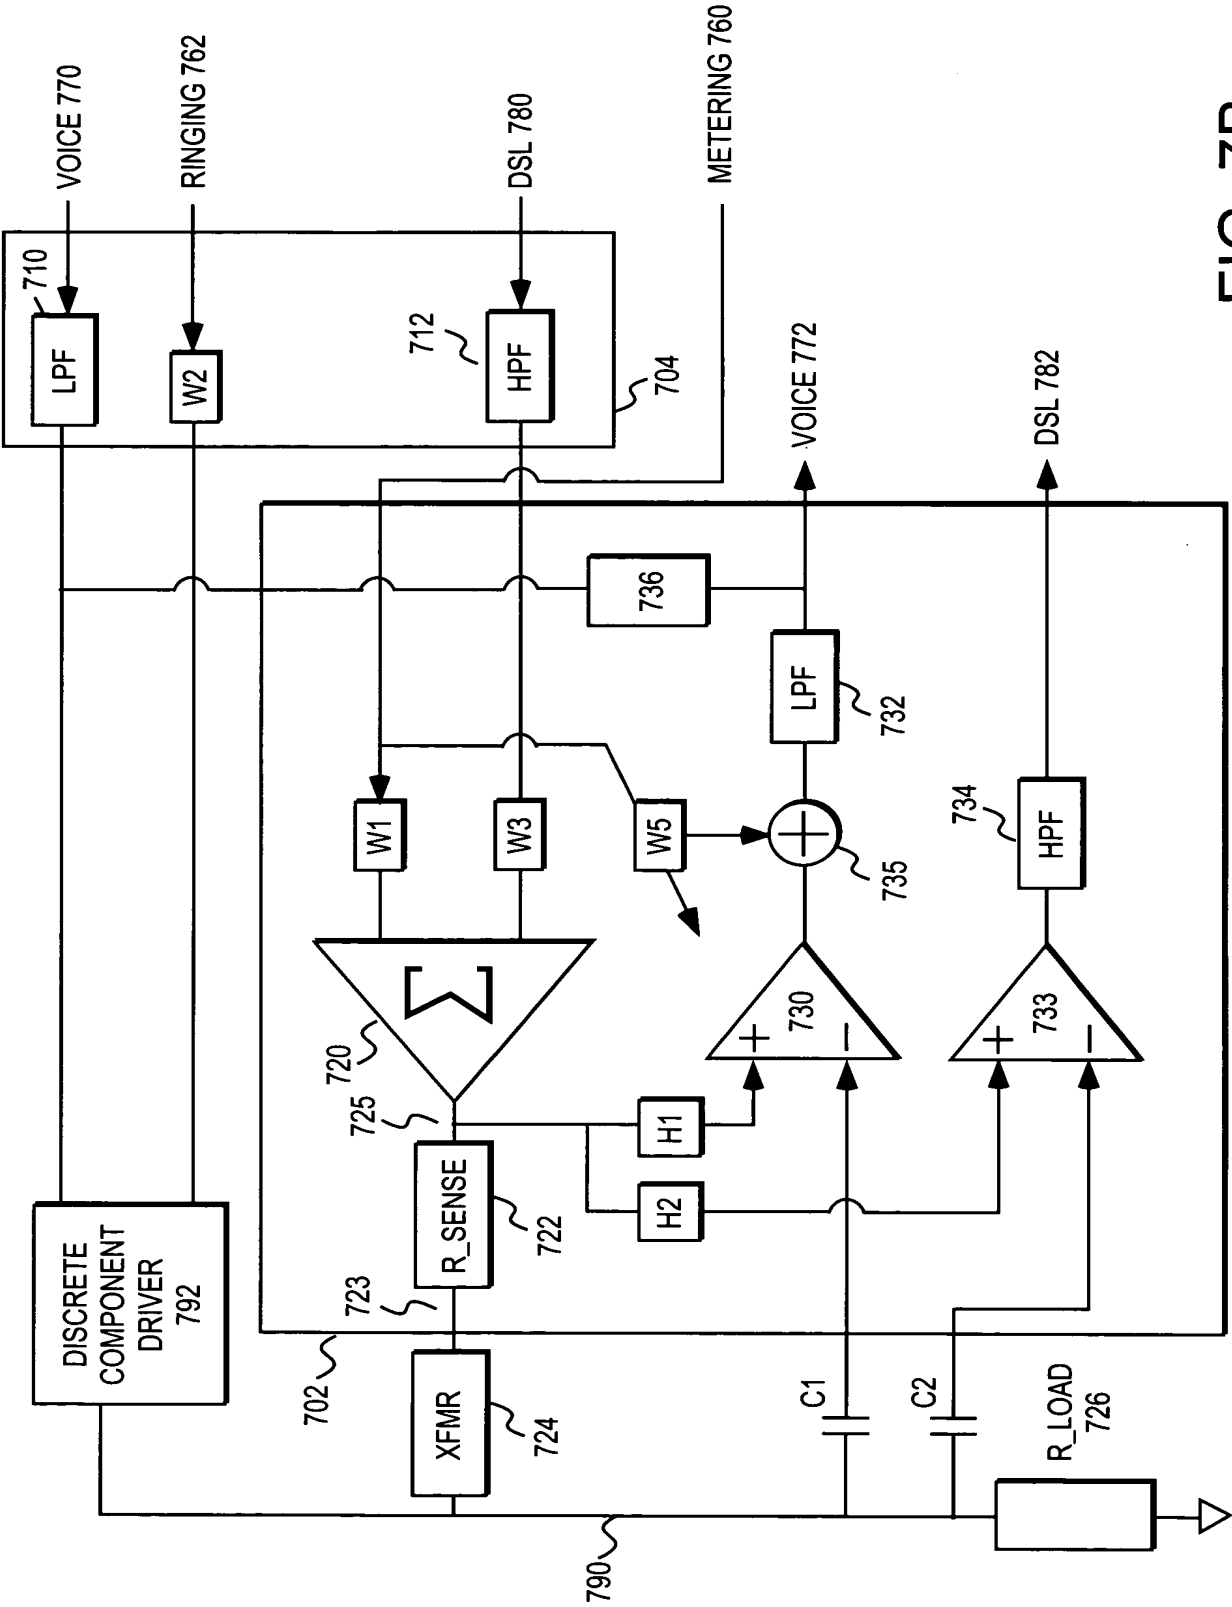 VOICE 770
RINGING 762
DSL 780
METERING 760
LPF
710
W2
712
HPF
704
VOICE 772
DSL 782
736
LPF
732
W1
W3
W5
735
734
HPF
Σ
720
+
730
−
+
733
−
725
H1
H2
R_SENSE
722
723
DISCRETE
COMPONENT
DRIVER
792
702
XFMR
724
C1
C2
R_LOAD
726
790